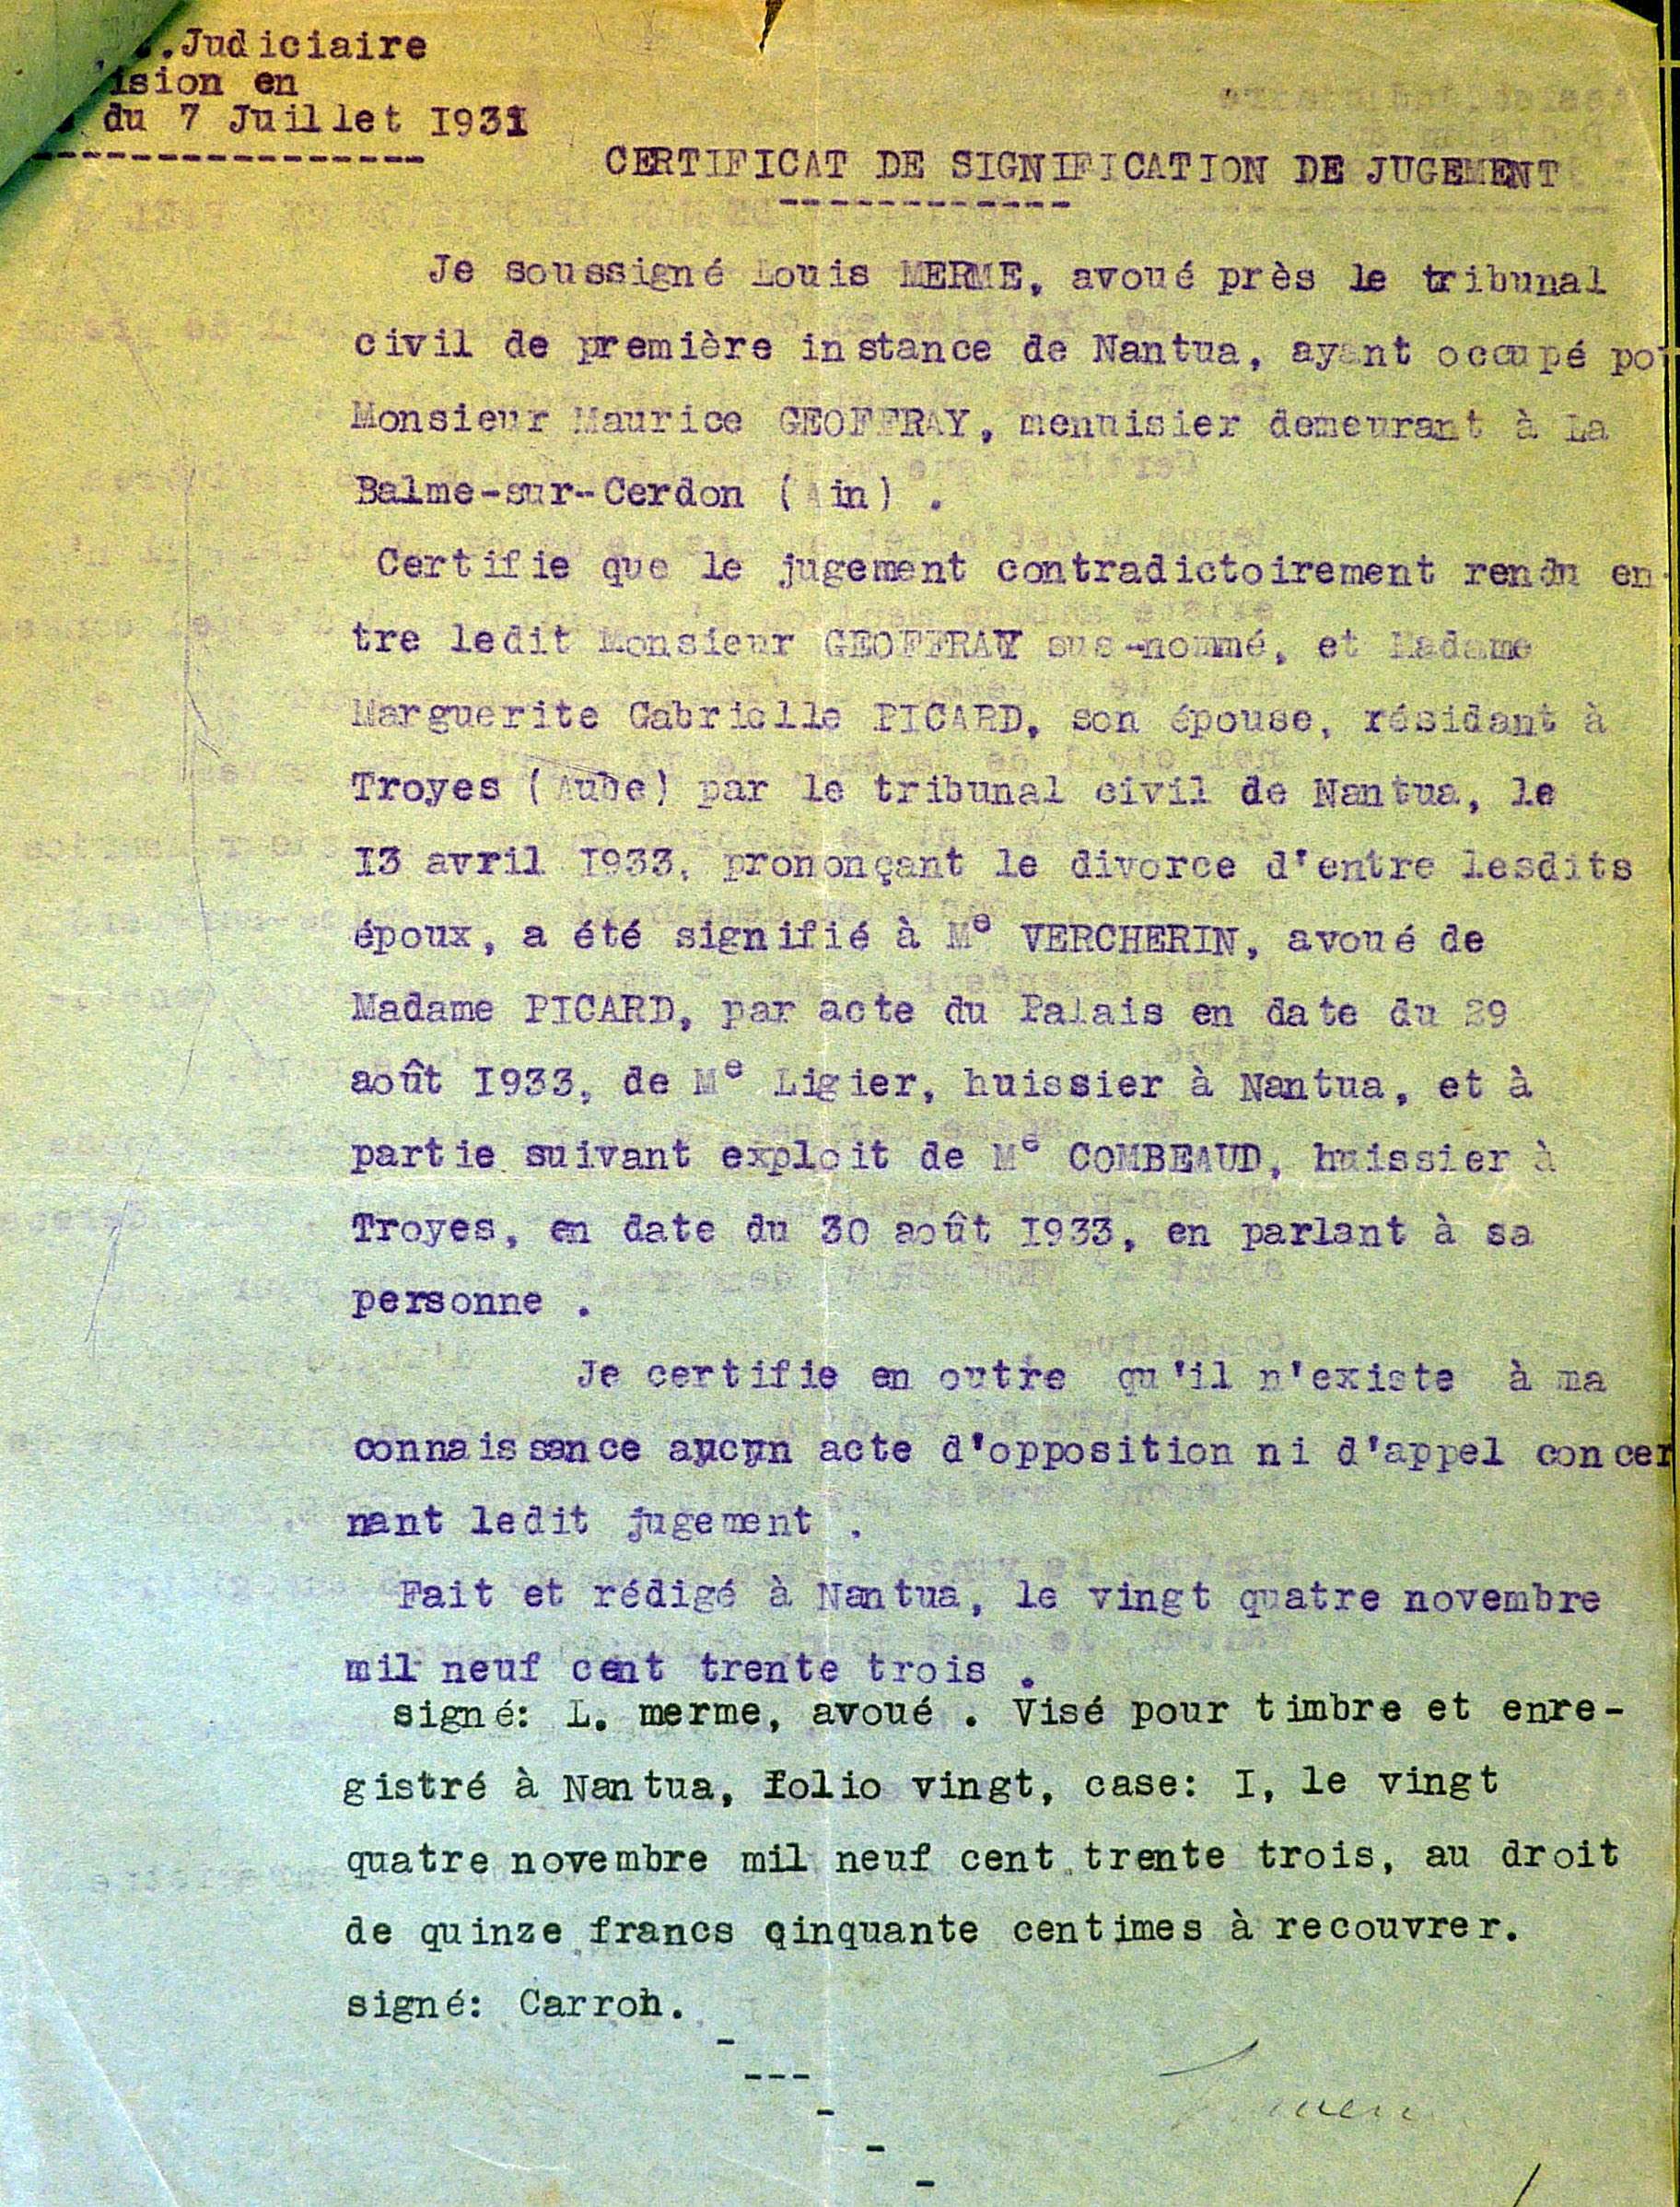 .Judiciaire
ision en
du 7 Juillet I931
CERTIFICAT DE SIGNIFICATION DE JUGEMENT
Je soussigné Louis MERME, avoué près le tribunal
civil de première instance de Nantua, ayant occupé pou
Monsieur Maurice GEOFFRAY, menuisier demeurant à La
Balme-sur-Cerdon (Ain) .
Certifie que le jugement contradictoirement rendu en-
tre ledit Monsieur GEOFFRAY sus-nommé, et Madame
Marguerite Gabrielle PICARD, son épouse, résidant à
Troyes (Aube) par le tribunal civil de Nantua, le
I3 avril I933, prononçant le divorce d'entre lesdits
époux, a été signifié à Me VERCHERIN, avoué de
Madame PICARD, par acte du Palais en date du 29
août I933, de Me Ligier, huissier à Nantua, et à
partie suivant exploit de Me COMBEAUD, huissier à
Troyes, en date du 30 août I933, en parlant à sa
personne .
Je certifie en outre qu'il n'existe à ma
connaissance aucun acte d'opposition ni d'appel concer
nant ledit jugement .
Fait et rédigé à Nantua, le vingt quatre novembre
mil neuf cent trente trois .
signé: L. merme, avoué . Visé pour timbre et enre-
gistré à Nantua, folio vingt, case: I, le vingt
quatre novembre mil neuf cent trente trois, au droit
de quinze francs qinquante centimes à recouvrer.
signé: Carron.